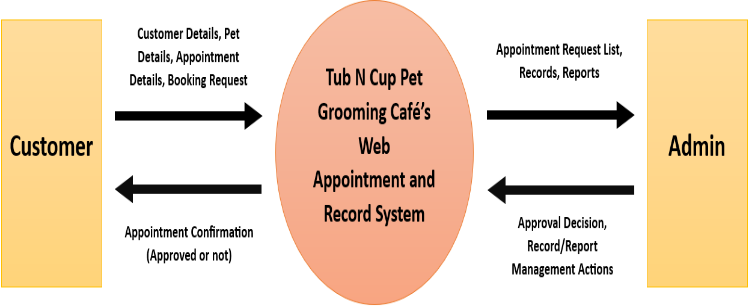 Customer
Customer Details, Pet
Details, Appointment
Details, Booking Request
Appointment Confirmation
(Approved or not)
Tub N Cup Pet
Grooming Café's
Web
Appointment and
Record System
Appointment Request List,
Records, Reports
Approval Decision,
Record/Report
Management Actions
Admin